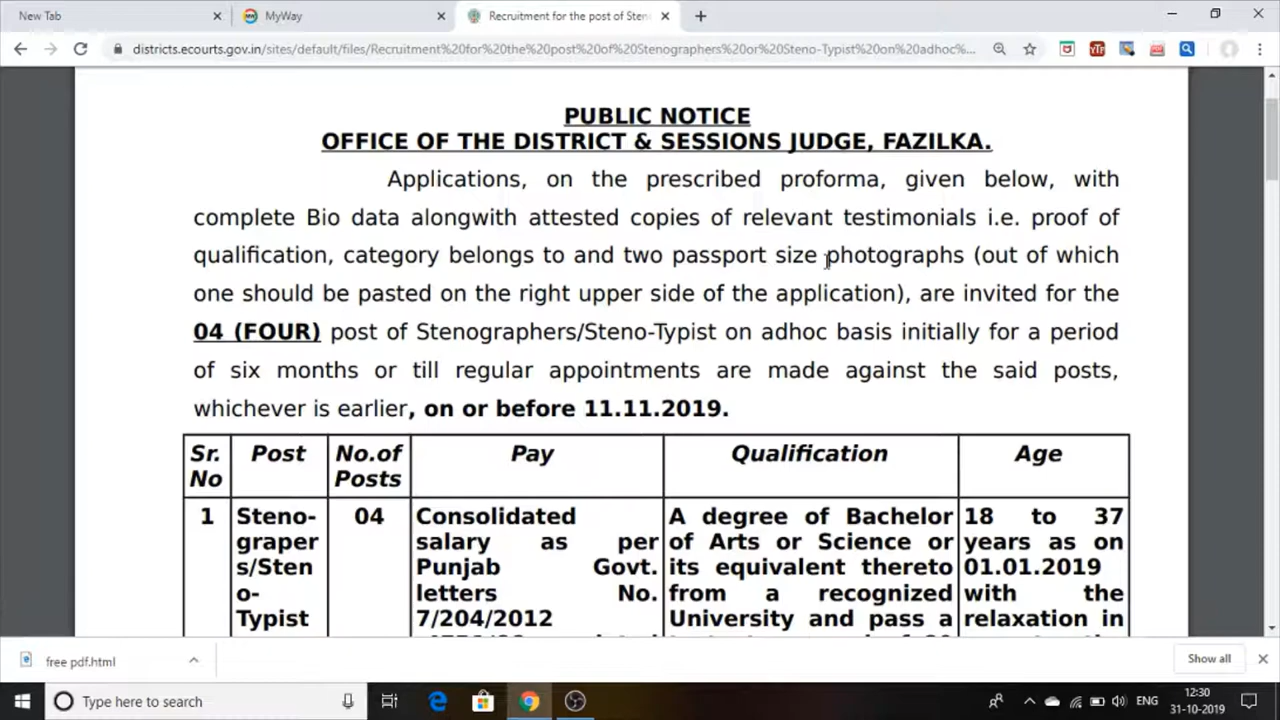 New Tab
MyWay
Recruitment for the post of Sten
districts.ecourts.gov.in/sites/default/files/Recruitment%20for%20the%20post%20of%20Stenographers%20or%20Steno-Typist%20on%20adhoc%...
PUBLIC NOTICE
OFFICE OF THE DISTRICT & SESSIONS JUDGE, FAZILKA.
Applications, on the prescribed proforma, given below, with
complete Bio data alongwith attested copies of relevant testimonials i.e. proof of
qualification, category belongs to and two passport size photographs (out of which
one should be pasted on the right upper side of the application), are invited for the
04 (FOUR) post of Stenographers/Steno-Typist on adhoc basis initially for a period
of six months or till regular appointments are made against the said posts,
whichever is earlier, on or before 11.11.2019.
Sr. No Post No.of Posts Pay Qualification Age
1 Steno- 04 Consolidated A degree of Bachelor 18 to 37
graper salary as per of Arts or Science or years as on
s/Sten Punjab Govt. its equivalent thereto 01.01.2019
o- letters No. from a recognized with the
Typist 7/204/2012 University and pass a relaxation in
free pdf.html
Show all
Type here to search
ENG
12:30
31-10-2019